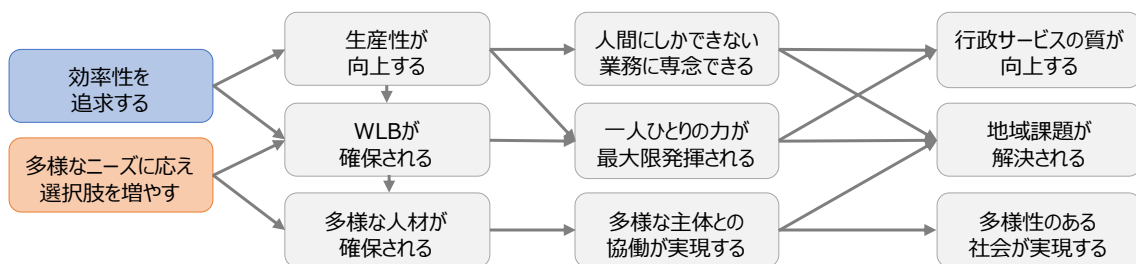 効率性を
追求する
多様なニーズに応え
選択肢を増やす
生産性が
向上する
WLBが
確保される
多様な人材が
確保される
人間にしかできない
業務に専念できる
一人ひとりの力が
最大限発揮される
多様な主体との
協働が実現する
行政サービスの質が
向上する
地域課題が
解決される
多様性のある
社会が実現する